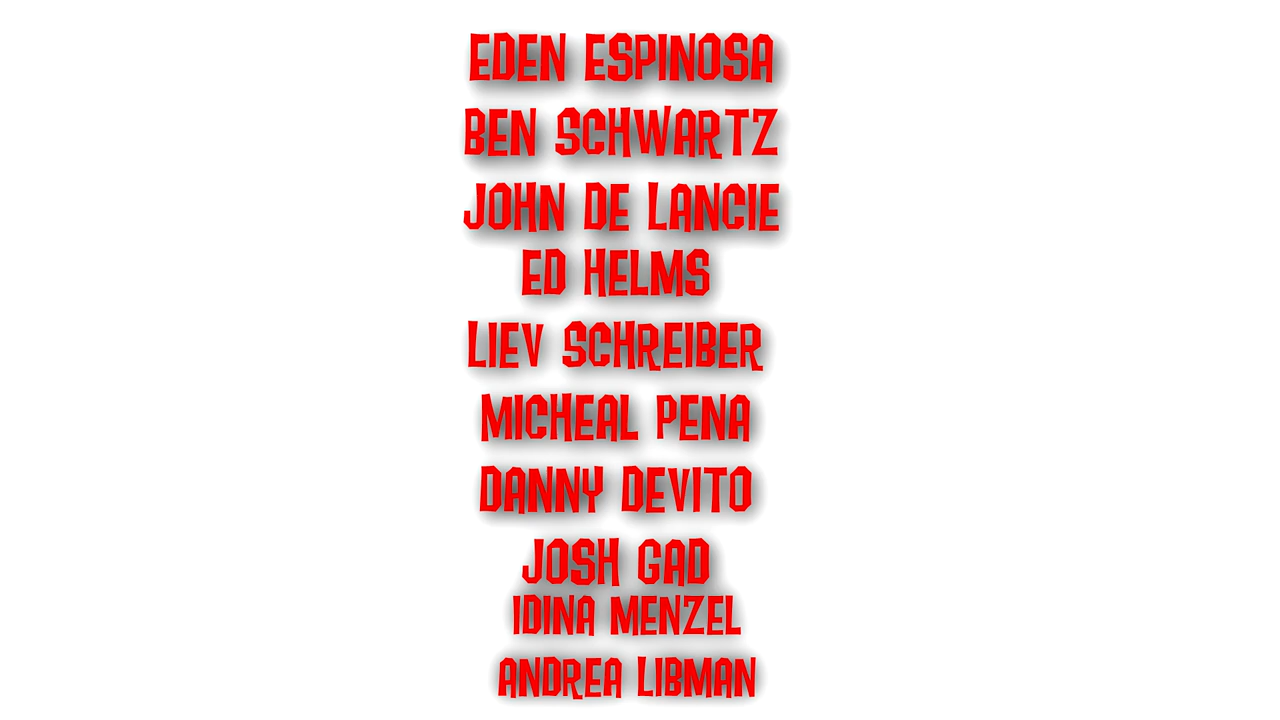 EDEN ESPINOSA
BEN SCHWARTZ
JOHN DE LANCIE
ED HELMS
LIEV SCHREIBER
MICHEAL PENA
DANNY DEVITO
JOSH GAD
IDINA MENZEL
ANDREA LIBMAN